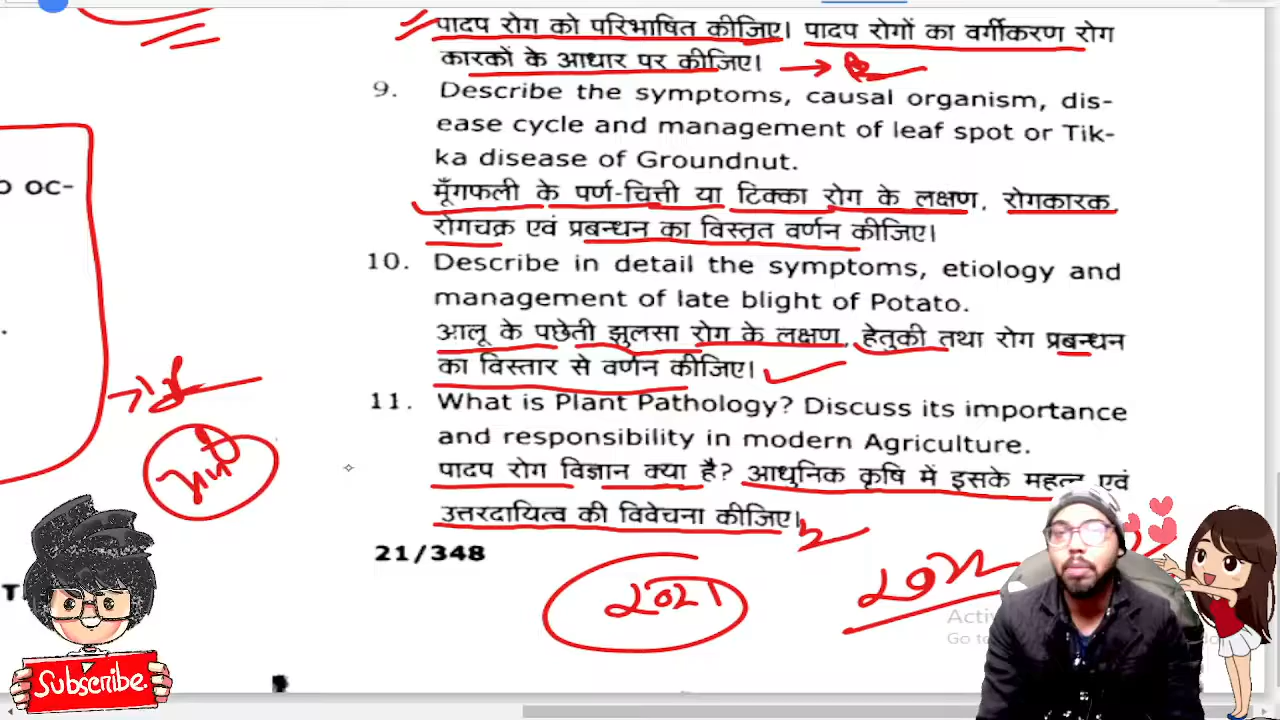 पादप रोग को परिभाषित कीजिए। पादप रोगों का वर्गीकरण रोग
कारकों के आधार पर कीजिए।
9. Describe the symptoms, causal organism, dis-
ease cycle and management of leaf spot or Tik-
ka disease of Groundnut.
मूँगफली के पर्ण-चित्ती या टिक्का रोग के लक्षण, रोगकारक,
रोगचक्र एवं प्रबन्धन का विस्तृत वर्णन कीजिए।
10. Describe in detail the symptoms, etiology and
management of late blight of Potato.
आलू के पछेती झुलसा रोग के लक्षण, हेतुकी तथा रोग प्रबन्धन
का विस्तार से वर्णन कीजिए।
11. What is Plant Pathology? Discuss its importance
and responsibility in modern Agriculture.
पादप रोग विज्ञान क्या है? आधुनिक कृषि में इसके महत्व एवं
उत्तरदायित्व की विवेचना कीजिए।
21/348
oc-
2021
Subscribe.
Activ
Go to